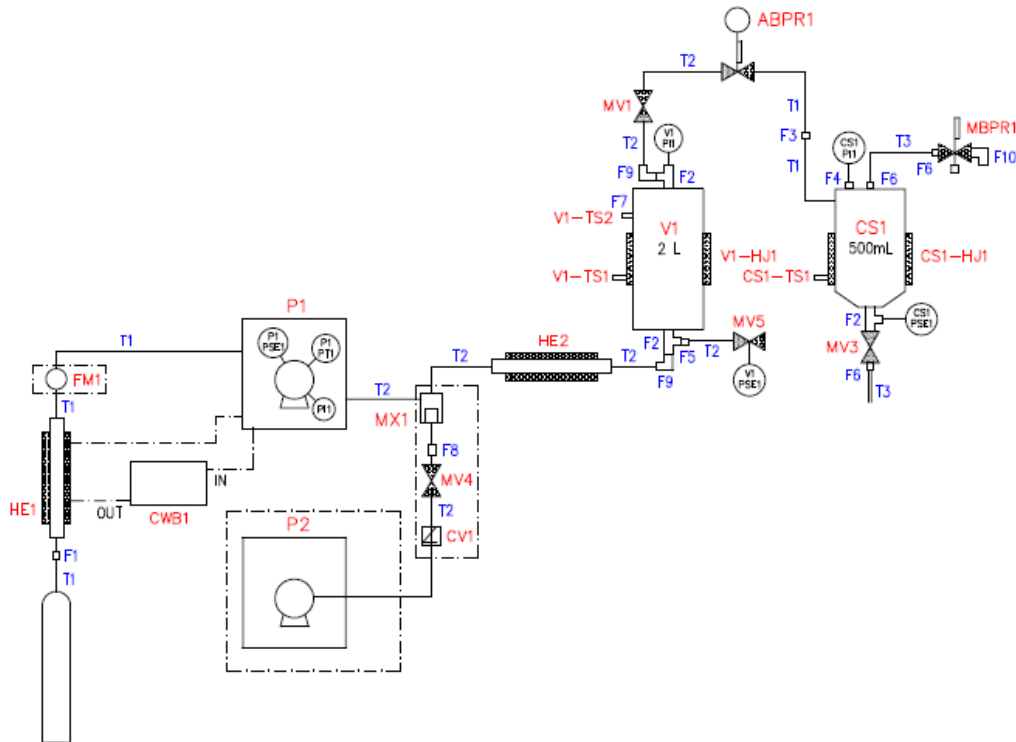 ABPR1
T2
MV1
T1
MBPR1
V1
PI1
F3
CS1
PI1
T3
T2
T1
F6
F10
F9
F2
F4
F6
F7
V1-TS2
V1
CS1
2 L
500mL
V1-HJ1
CS1-HJ1
V1-TS1
CS1-TS1
P1
F2
CS1
PSE1
MV5
T1
P1
PSE1
P1
PT1
HE2
F2
F5
T2
MV3
T2
T2
F9
V1
PSE1
F6
FM1
T2
T3
PI1
T1
MX1
F8
IN
MV4
HE1
OUT
CWB1
T2
P2
CV1
F1
T1